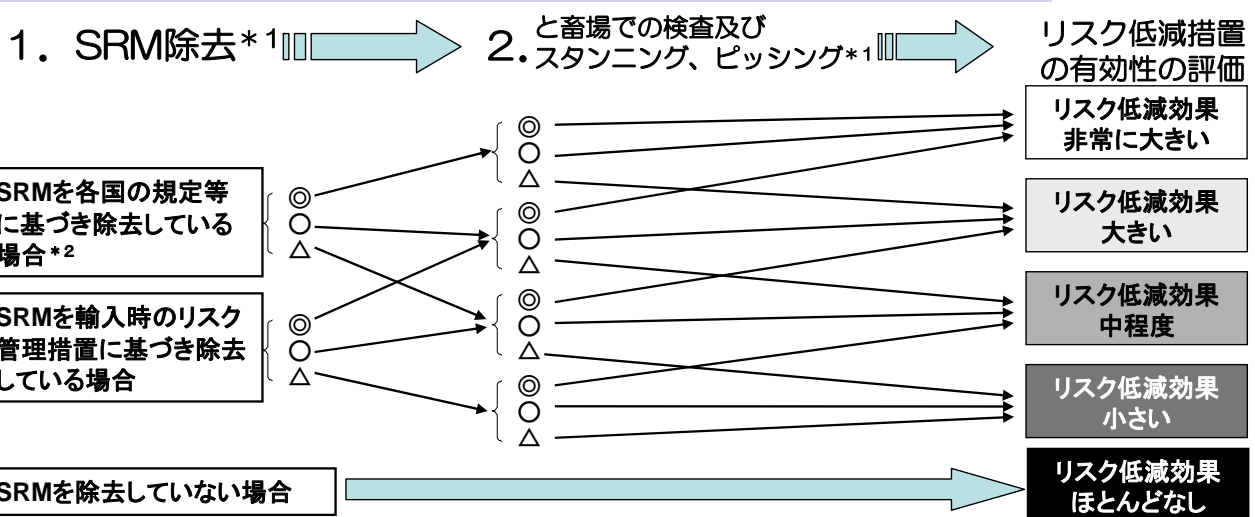 1. SRM除去*1
2. と畜場での検査及び
スタンニング、ピッシング*1
リスク低減措置
の有効性の評価
SRMを各国の規定等
に基づき除去している
場合*2
◎
○
△
SRMを輸入時のリスク
管理措置に基づき除去
している場合
◎
○
△
◎
○
△
◎
○
△
◎
○
△
◎
○
△
リスク低減効果
非常に大きい
リスク低減効果
大きい
リスク低減効果
中程度
リスク低減効果
小さい
SRMを除去していない場合
リスク低減効果
ほとんどなし